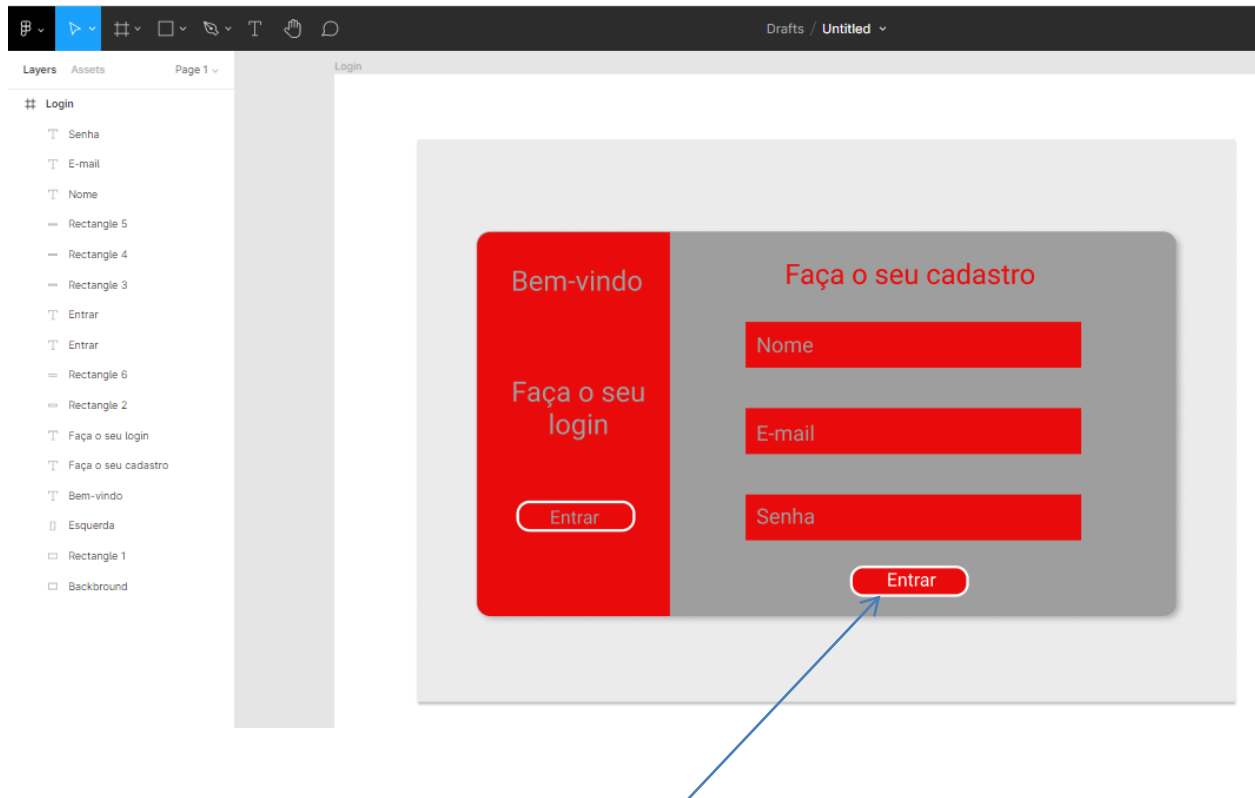 Drafts / Untitled
Layers Assets Page 1
Login
Login
Senha
E-mail
Nome
Rectangle 5
Rectangle 4
Rectangle 3
Entrar
Entrar
Rectangle 6
Rectangle 2
Faça o seu login
Faça o seu cadastro
Bem-vindo
Esquerda
Rectangle 1
Backbround
Bem-vindo
Faça o seu
login
Entrar
Faça o seu cadastro
Nome
E-mail
Senha
Entrar